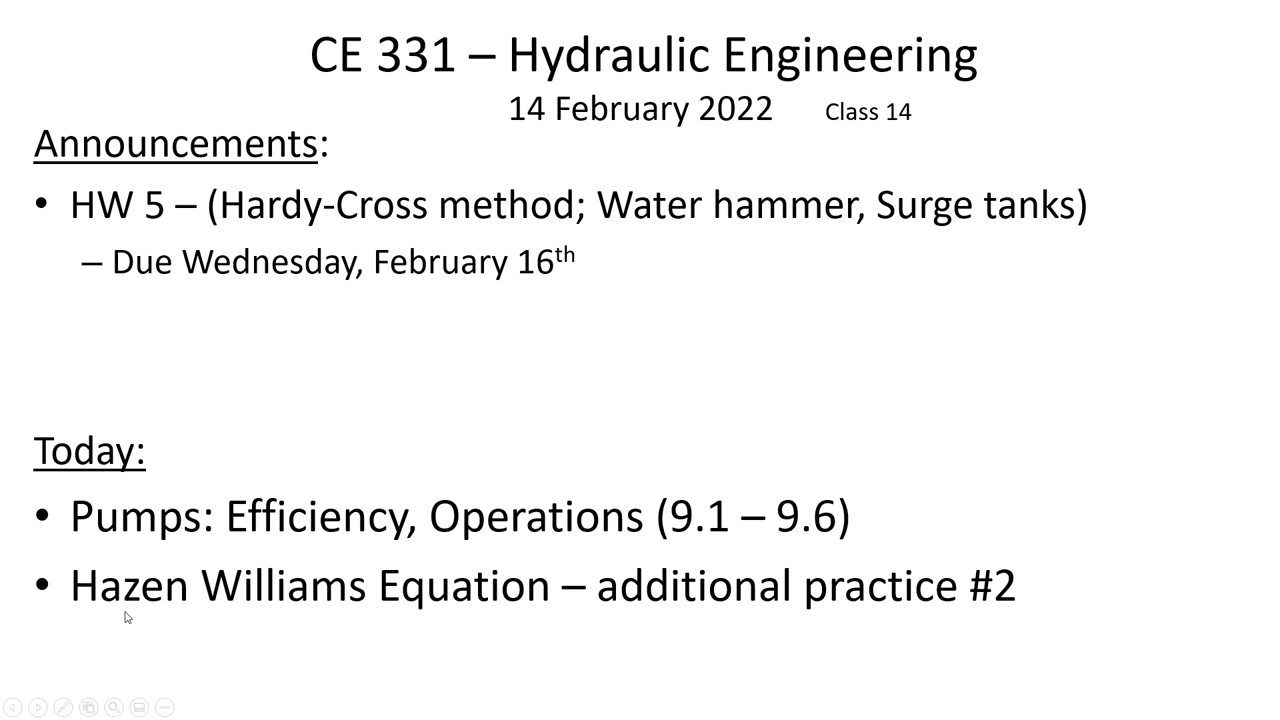 CE 331 – Hydraulic Engineering
14 February 2022 Class 14
Announcements:
• HW 5 – (Hardy-Cross method; Water hammer, Surge tanks)
– Due Wednesday, February 16th
Today:
• Pumps: Efficiency, Operations (9.1 – 9.6)
• Hazen Williams Equation – additional practice #2